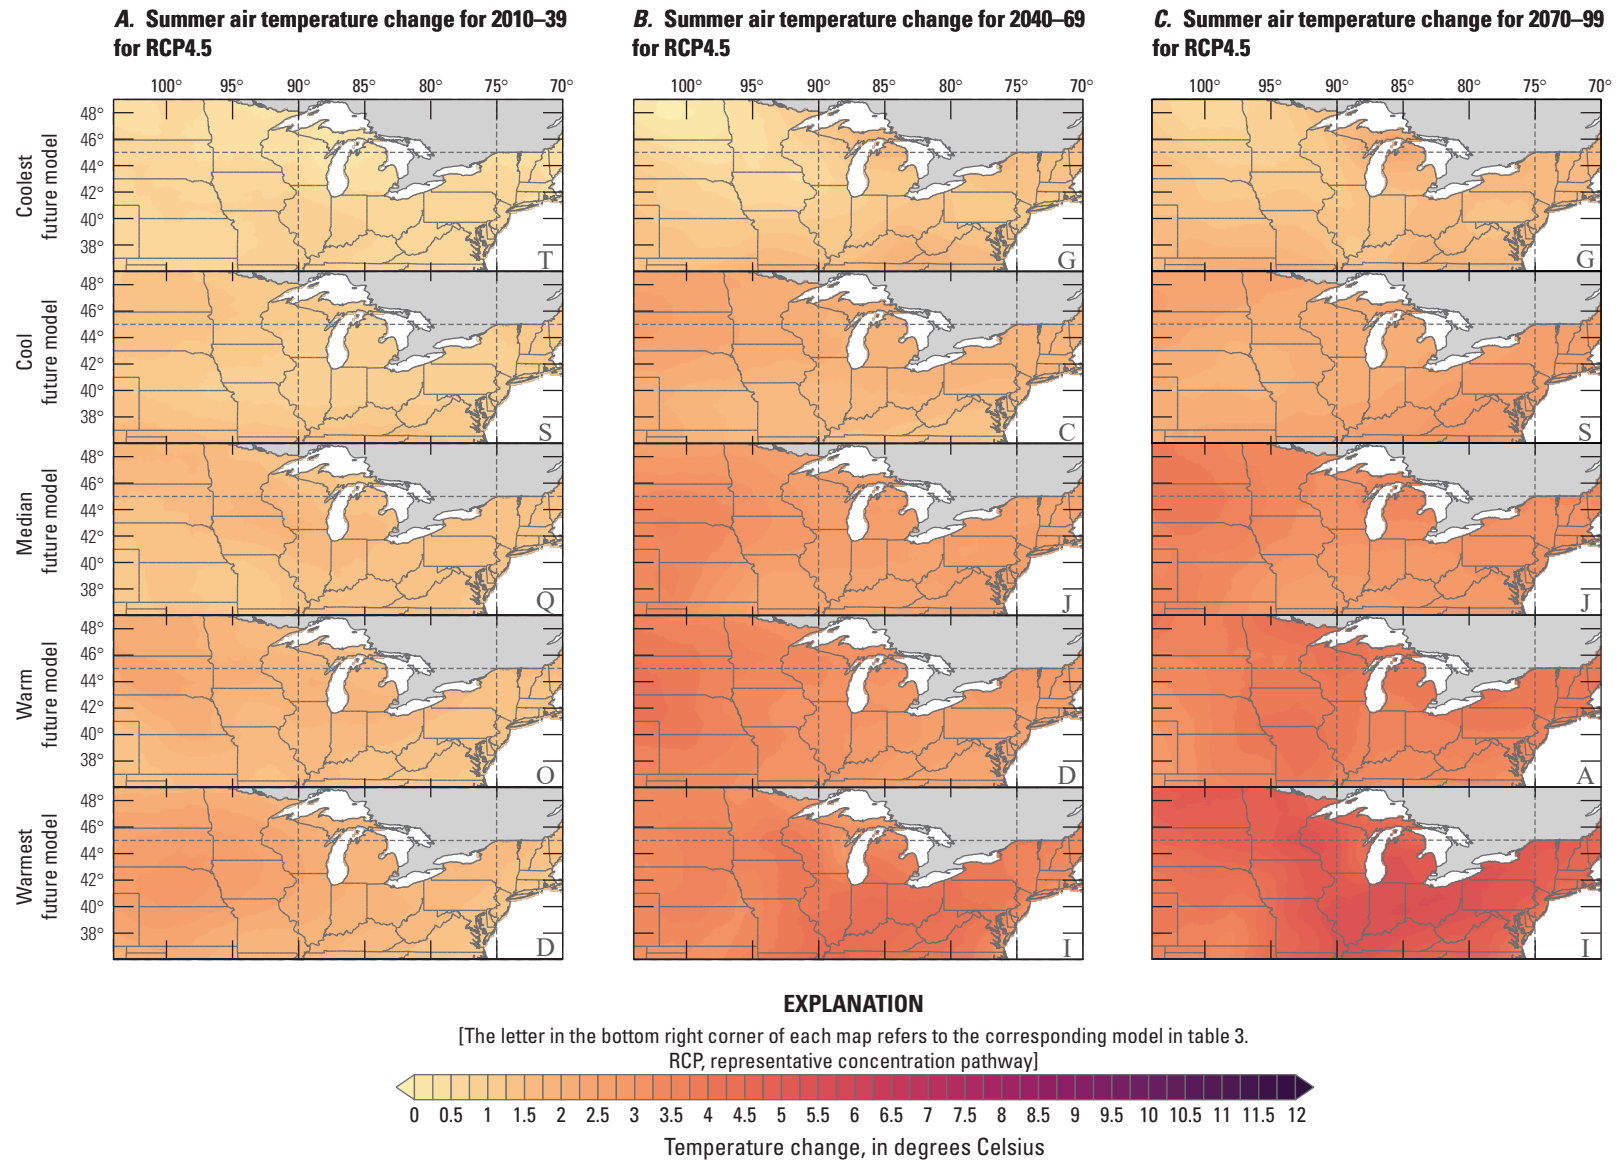 A. Summer air temperature change for 2010–39
for RCP4.5
B. Summer air temperature change for 2040–69
for RCP4.5
C. Summer air temperature change for 2070–99
for RCP4.5
100° 95° 90° 85° 80° 75° 70°
100° 95° 90° 85° 80° 75° 70°
100° 95° 90° 85° 80° 75° 70°
Coolest
future model
48°
46°
44°
42°
40°
38°
T
G
G
Cool
future model
48°
46°
44°
42°
40°
38°
S
C
S
Median
future model
48°
46°
44°
42°
40°
38°
Q
J
J
Warm
future model
48°
46°
44°
42°
40°
38°
O
D
A
Warmest
future model
48°
46°
44°
42°
40°
38°
D
I
I
EXPLANATION
[The letter in the bottom right corner of each map refers to the corresponding model in table 3.
RCP, representative concentration pathway]
0 0.5 1 1.5 2 2.5 3 3.5 4 4.5 5 5.5 6 6.5 7 7.5 8 8.5 9 9.5 10 10.5 11 11.5 12
Temperature change, in degrees Celsius